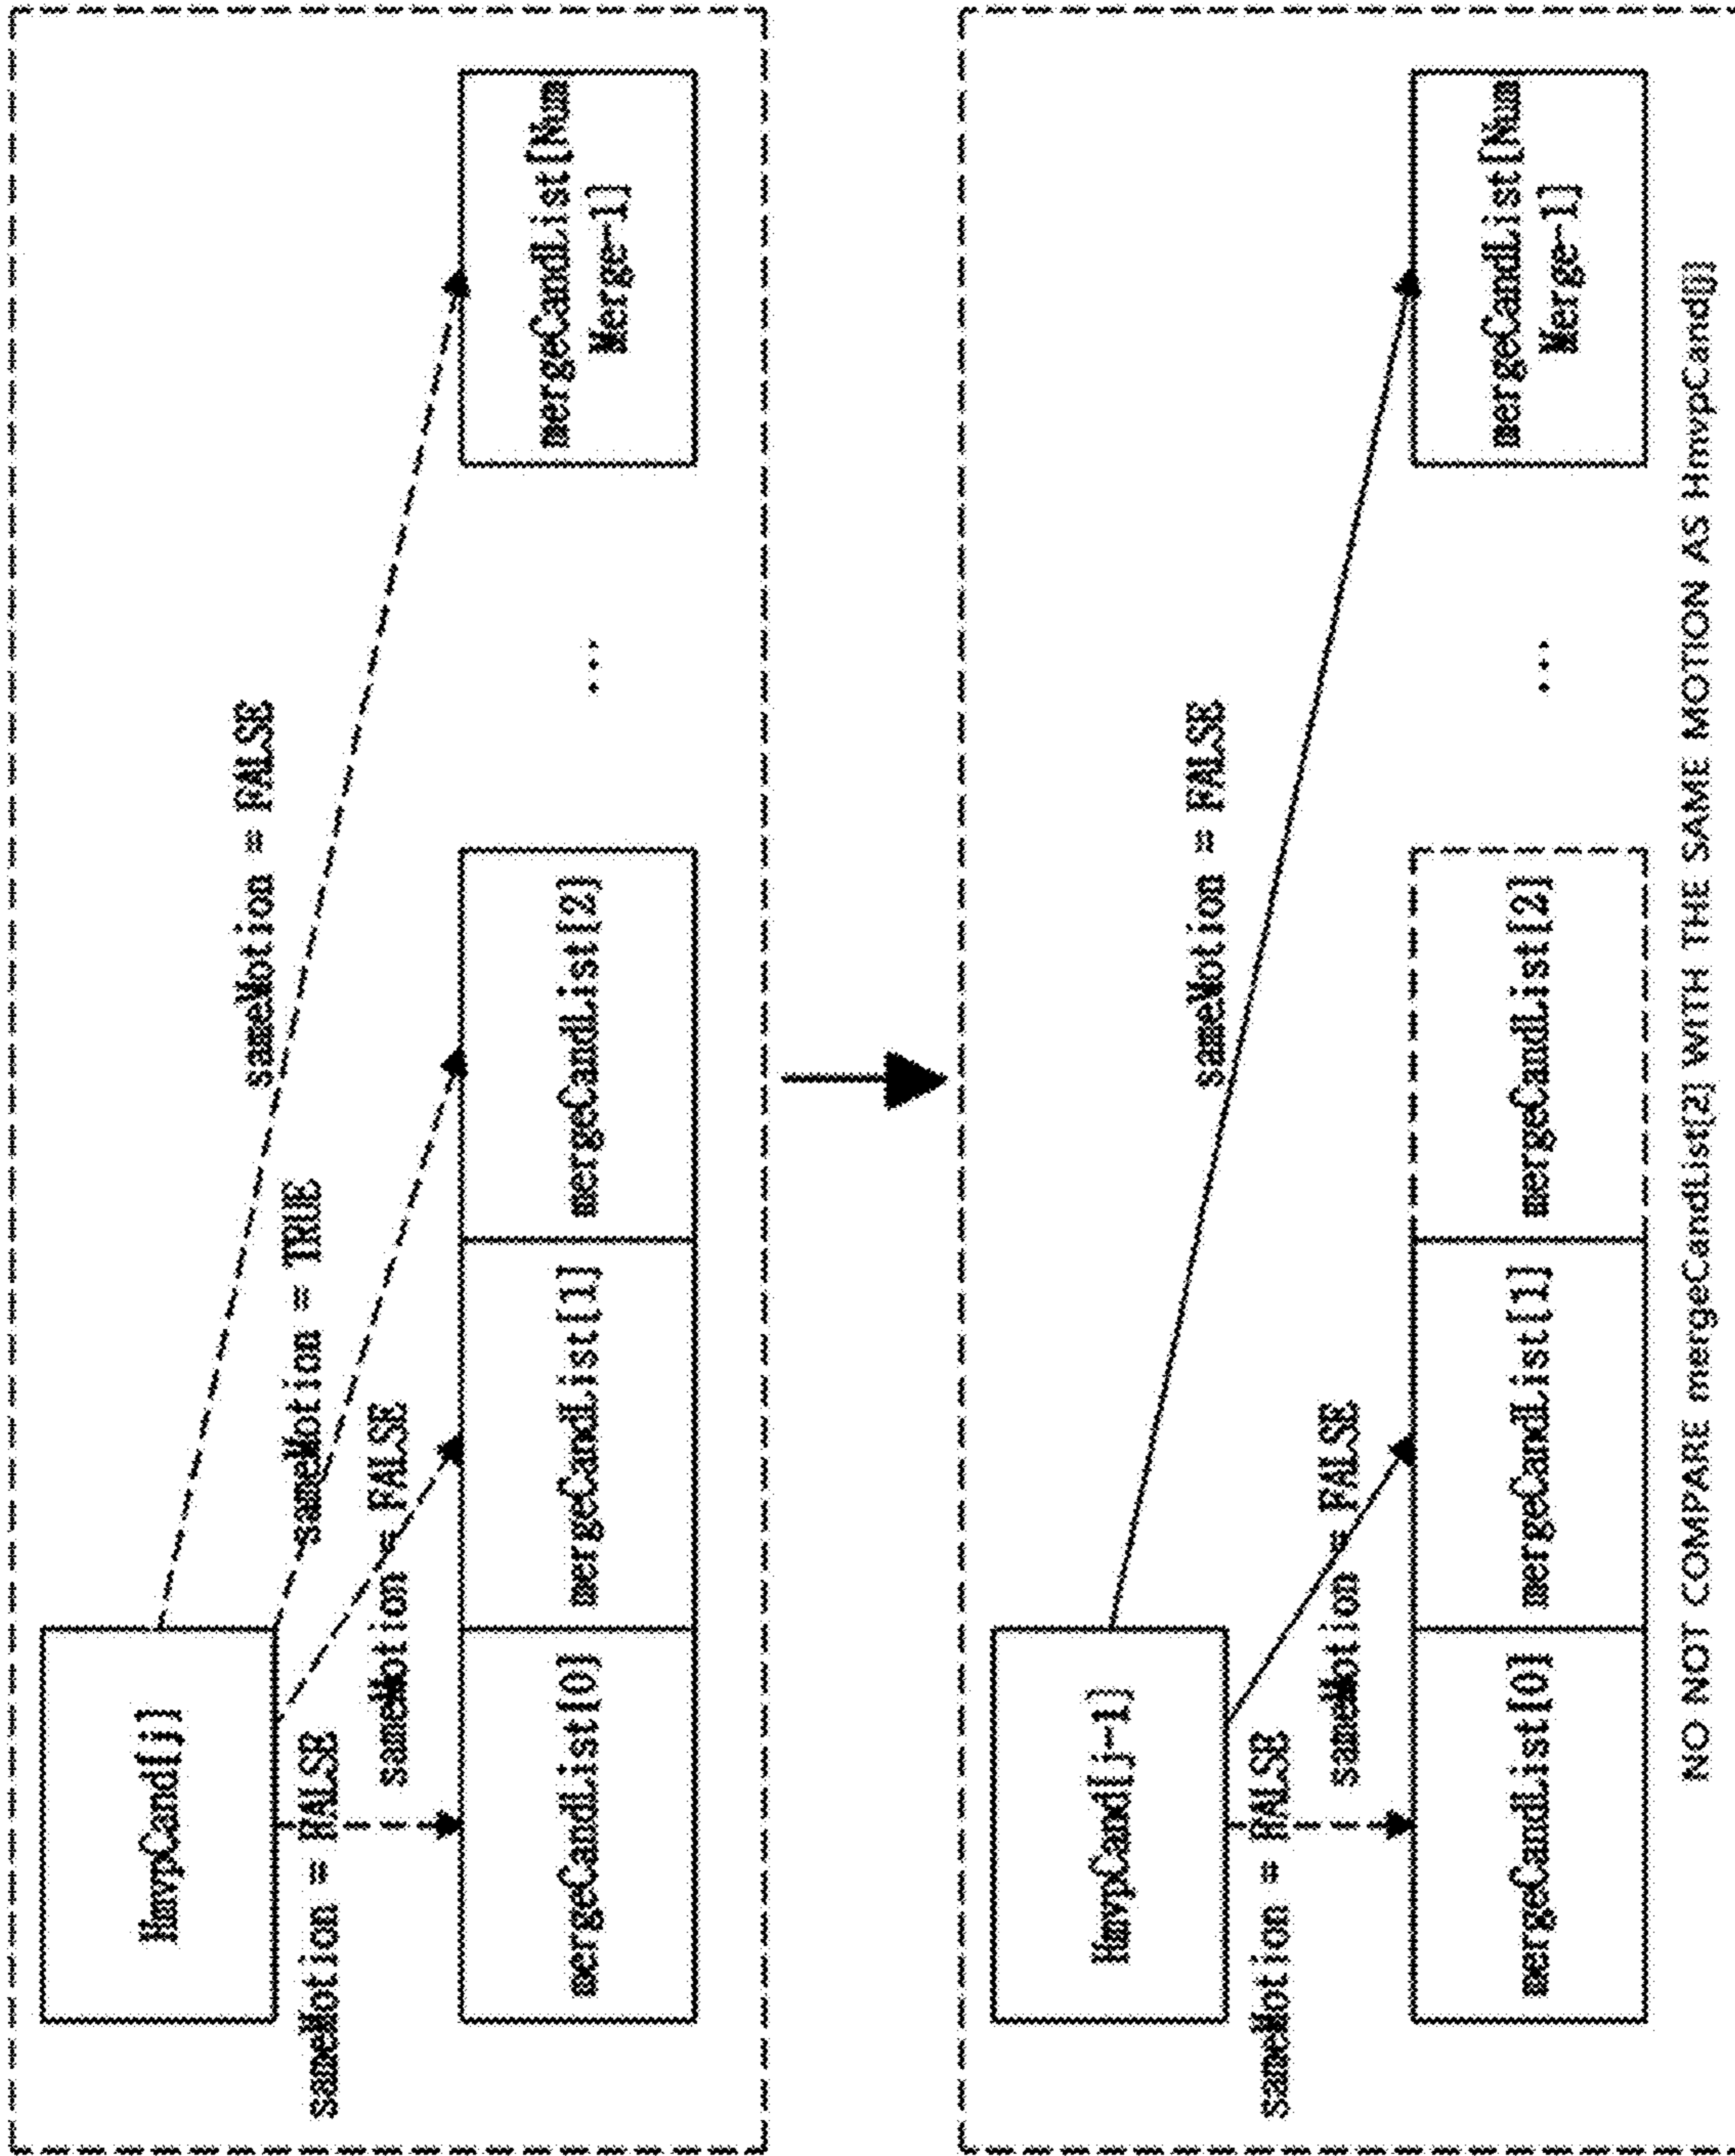 HmvpCand[j]
sameMotion = FALSE
sameMotion = FALSE
sameMotion = TRUE
sameMotion = FALSE
mergeCandList[0]
mergeCandList[1]
mergeCandList[2]
...
mergeCandList[Num
Merge-1]
HmvpCand[j-1]
sameMotion = FALSE
sameMotion = FALSE
sameMotion = FALSE
mergeCandList[0]
mergeCandList[1]
mergeCandList[2]
...
mergeCandList[Num
Merge-1]
NO NOT COMPARE mergeCandList[2] WITH THE SAME MOTION AS HmvpCand[j]